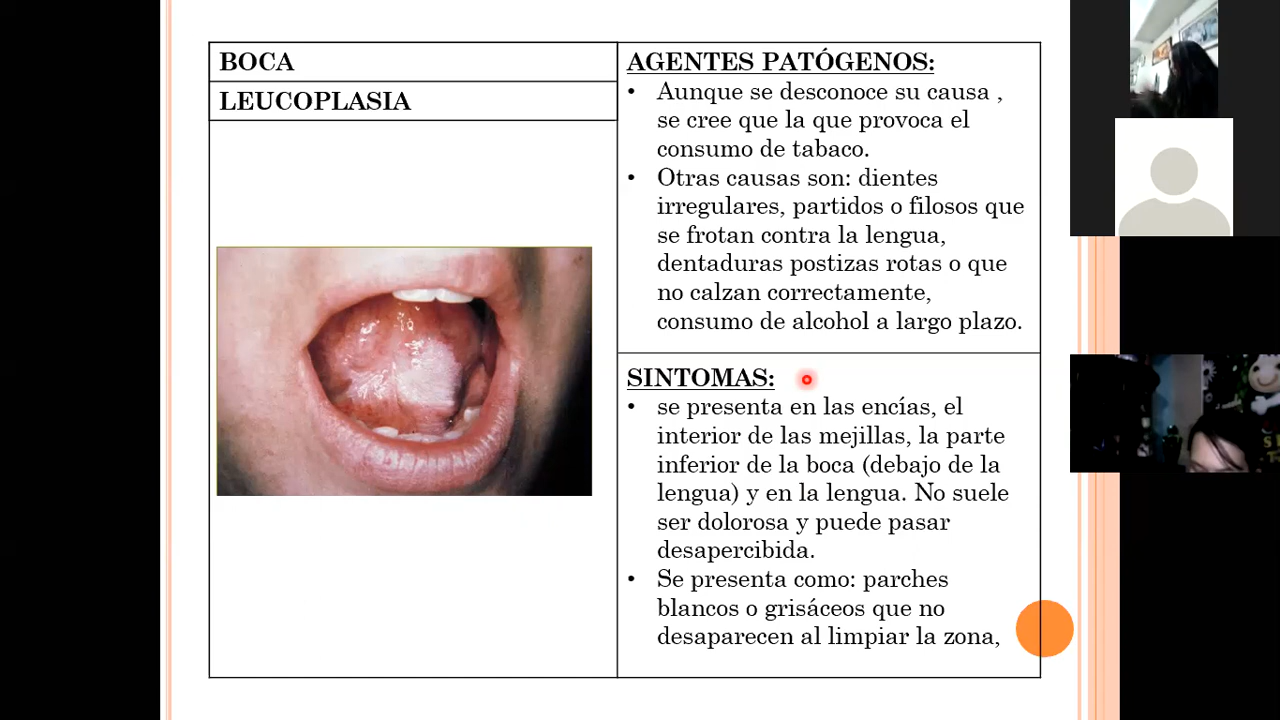 BOCA
LEUCOPLASIA
AGENTES PATÓGENOS:
• Aunque se desconoce su causa ,
se cree que la que provoca el
consumo de tabaco.
• Otras causas son: dientes
irregulares, partidos o filosos que
se frotan contra la lengua,
dentaduras postizas rotas o que
no calzan correctamente,
consumo de alcohol a largo plazo.
SINTOMAS:
• se presenta en las encías, el
interior de las mejillas, la parte
inferior de la boca (debajo de la
lengua) y en la lengua. No suele
ser dolorosa y puede pasar
desapercibida.
• Se presenta como: parches
blancos o grisáceos que no
desaparecen al limpiar la zona,